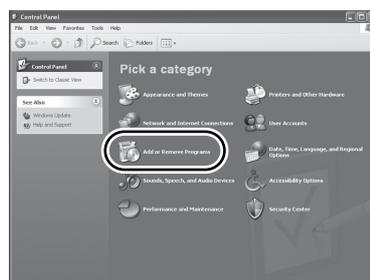 Control Panel
File Edit View Favorites Tools Help
Back Search Folders
Control Panel
Switch to Classic View
See Also
Windows Update
Help and Support
Pick a category
Appearance and Themes
Printers and Other Hardware
Network and Internet Connections
User Accounts
Add or Remove Programs
Date, Time, Language, and Regional
Options
Sounds, Speech, and Audio Devices
Accessibility Options
Performance and Maintenance
Security Center